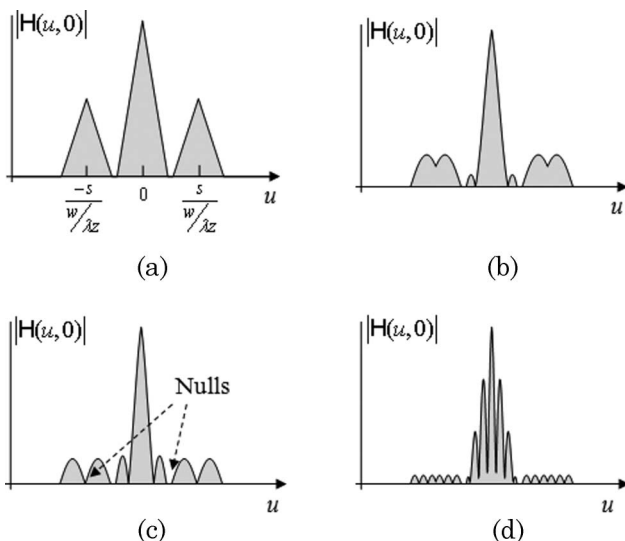 |H(u,0)|
|H(u,0)|
-s
w/λz
0
s
w/λz
u
u
(a)
(b)
|H(u,0)|
|H(u,0)|
Nulls
u
u
(c)
(d)